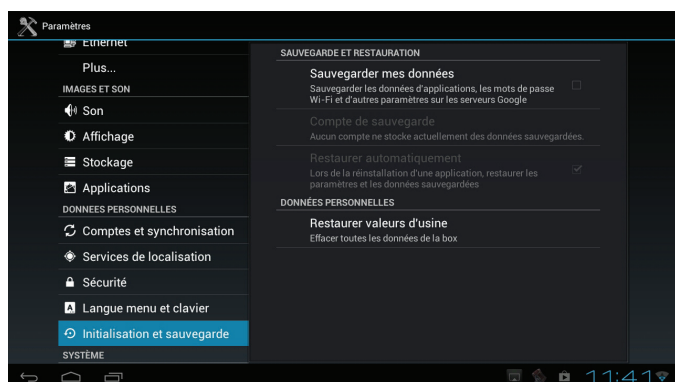 Paramètres
Ethernet
Plus...
IMAGES ET SON
Son
Affichage
Stockage
Applications
DONNEES PERSONNELLES
Comptes et synchronisation
Services de localisation
Sécurité
Langue menu et clavier
Initialisation et sauvegarde
SYSTÈME
SAUVEGARDE ET RESTAURATION
Sauvegarder mes données
Sauvegarder les données d'applications, les mots de passe
Wi-Fi et d'autres paramètres sur les serveurs Google
Compte de sauvegarde
Aucun compte ne stocke actuellement des données sauvegardées.
Restaurer automatiquement
Lors de la réinstallation d'une application, restaurer les
paramètres et les données sauvegardées
DONNÉES PERSONNELLES
Restaurer valeurs d'usine
Effacer toutes les données de la box
11:41